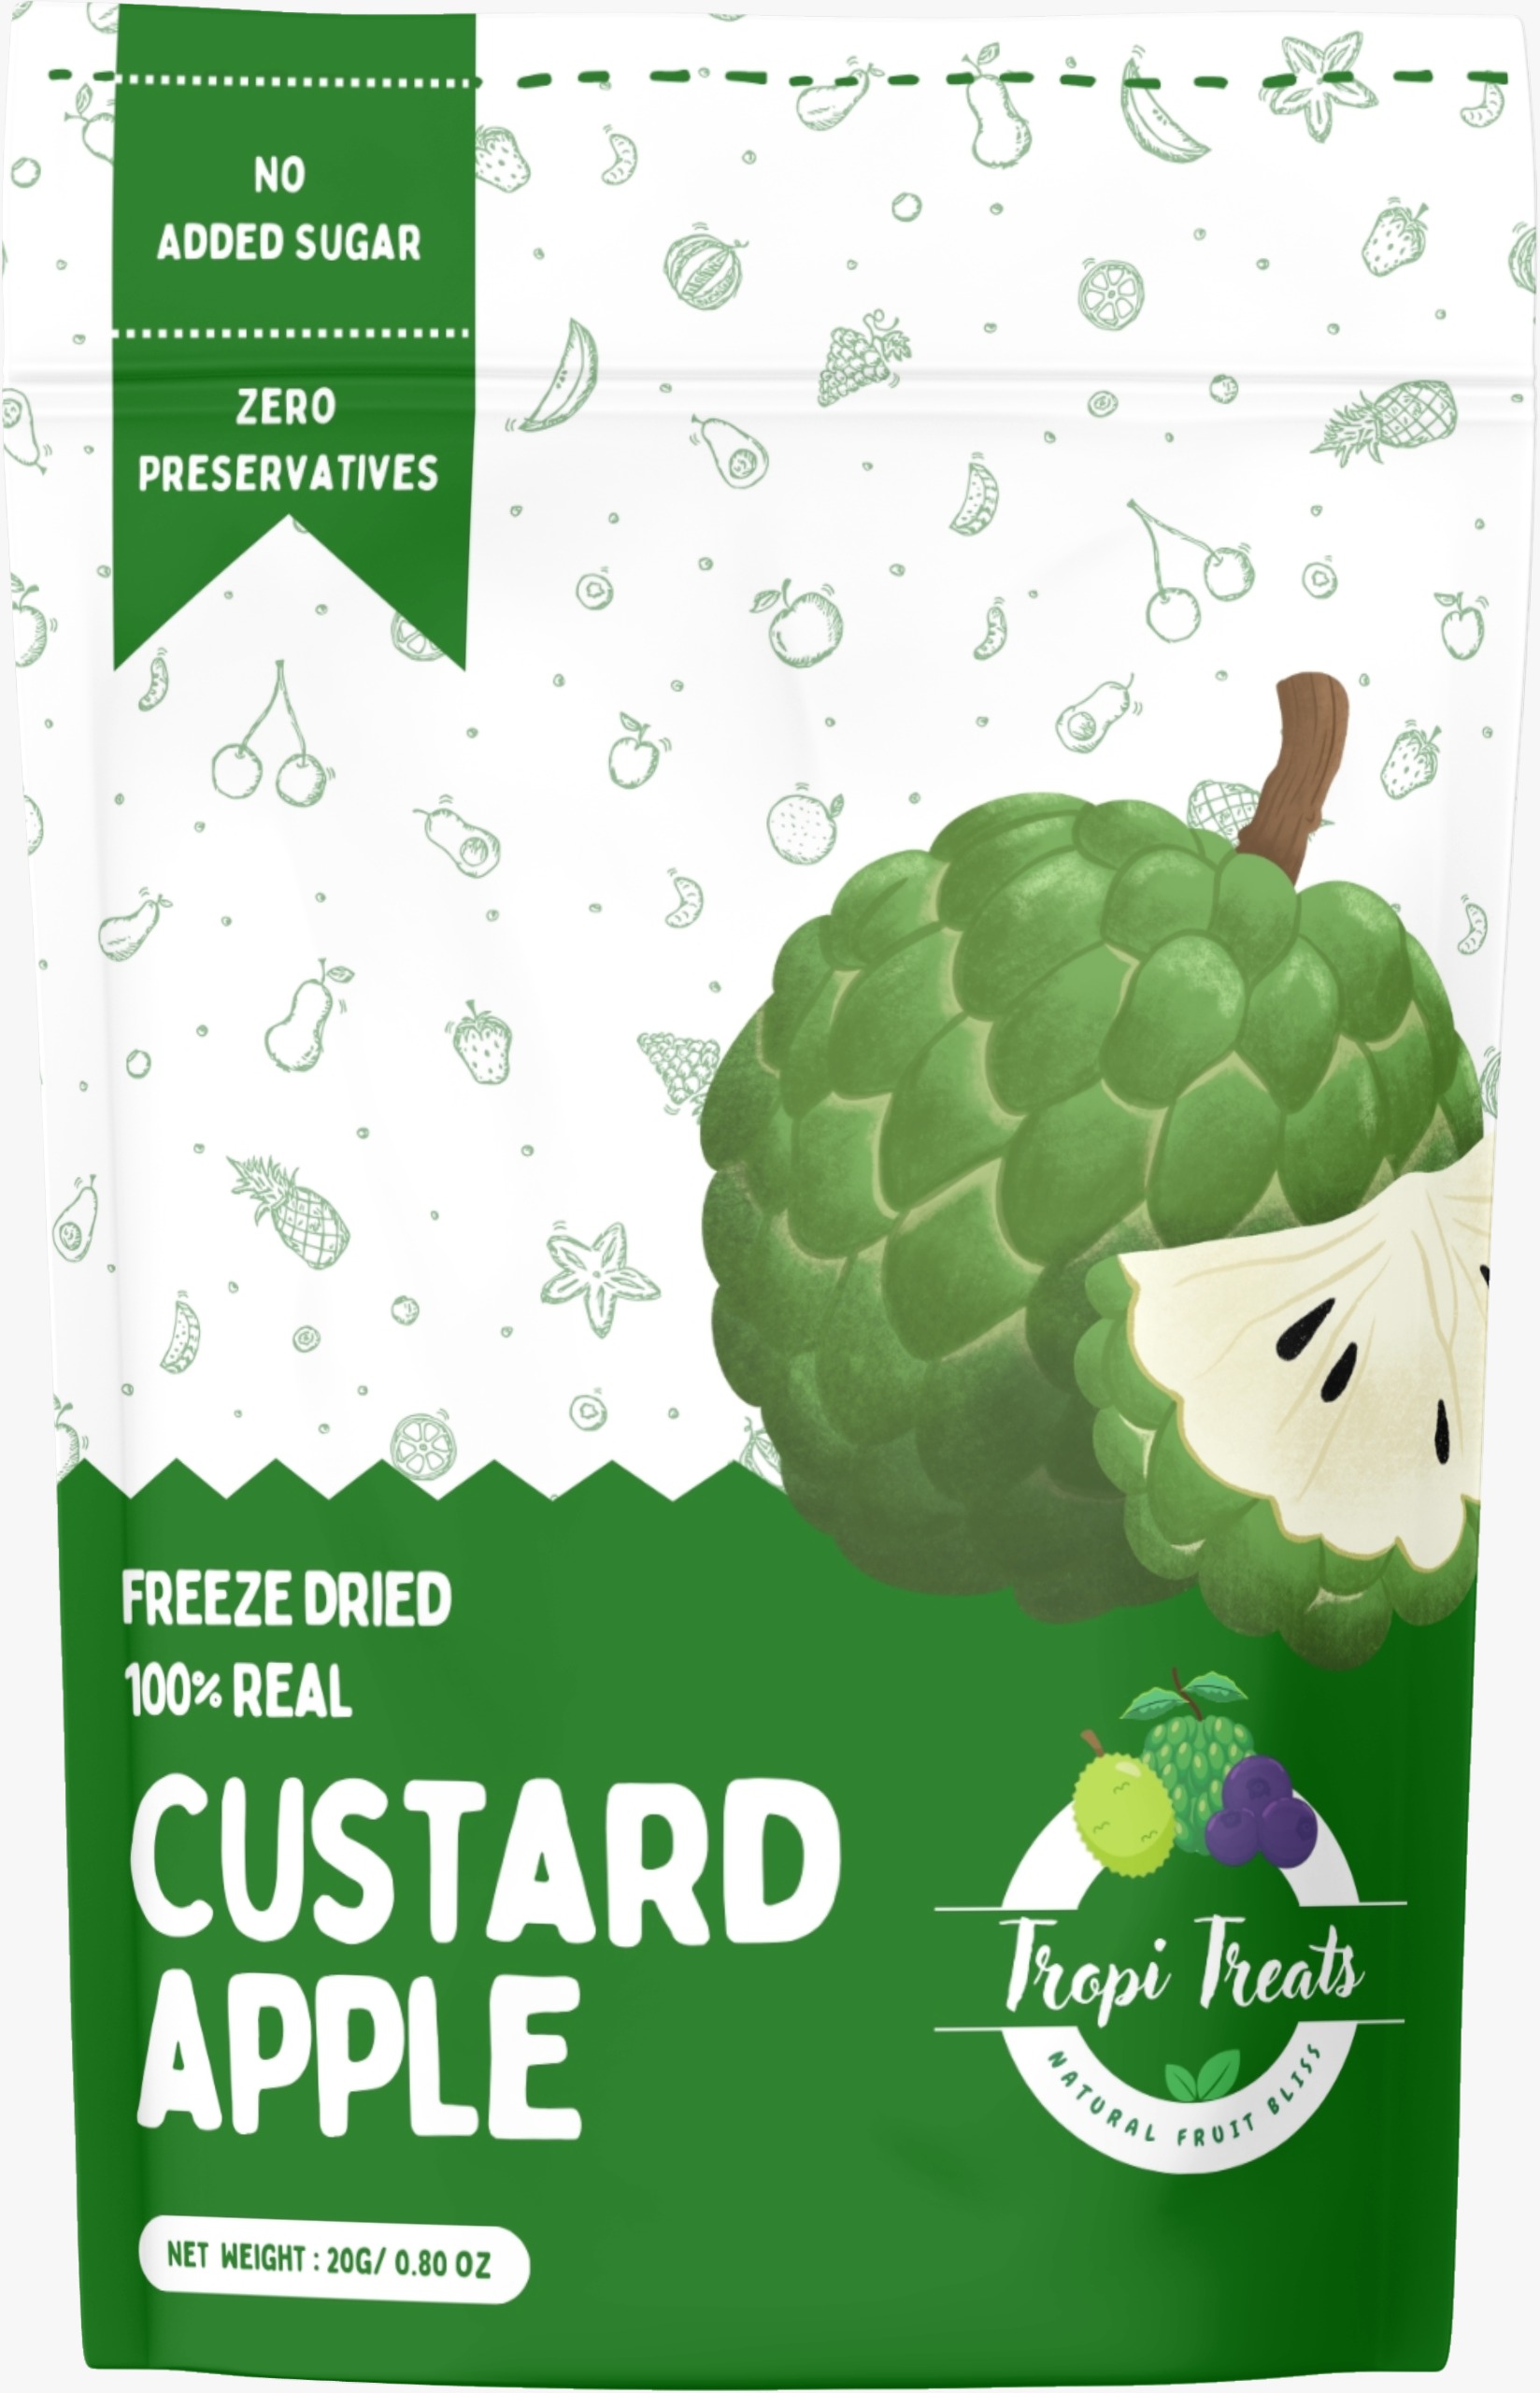 NO
ADDED SUGAR
ZERO
PRESERVATIVES
FREEZE DRIED
100% REAL
CUSTARD
APPLE
Tropi Treats
NATURAL FRUIT BLISS
NET WEIGHT : 20G/ 0.80 OZ